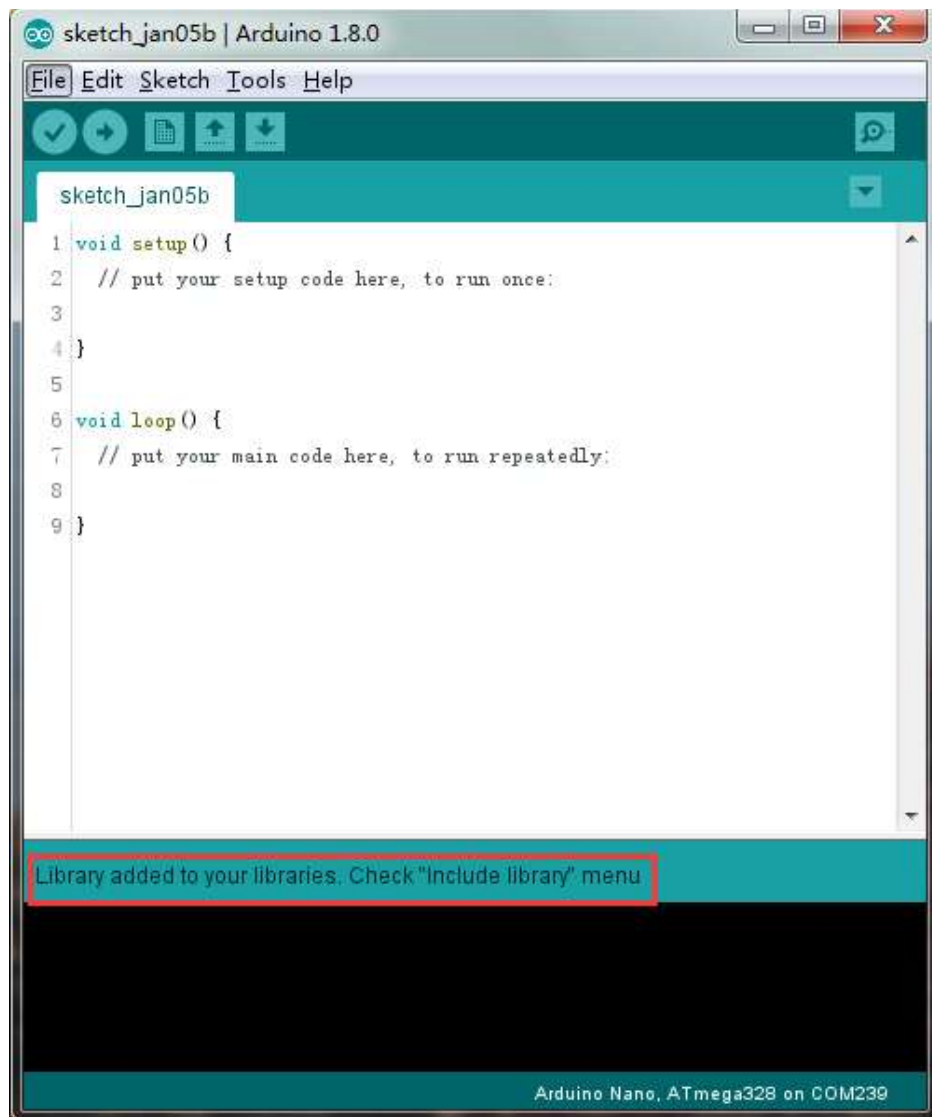 sketch_jan05b | Arduino 1.8.0
File Edit Sketch Tools Help
sketch_jan05b
1 void setup() {
2   // put your setup code here, to run once:
3
4 }
5
6 void loop() {
7   // put your main code here, to run repeatedly:
8
9 }
Library added to your libraries. Check "Include library" menu
Arduino Nano, ATmega328 on COM239